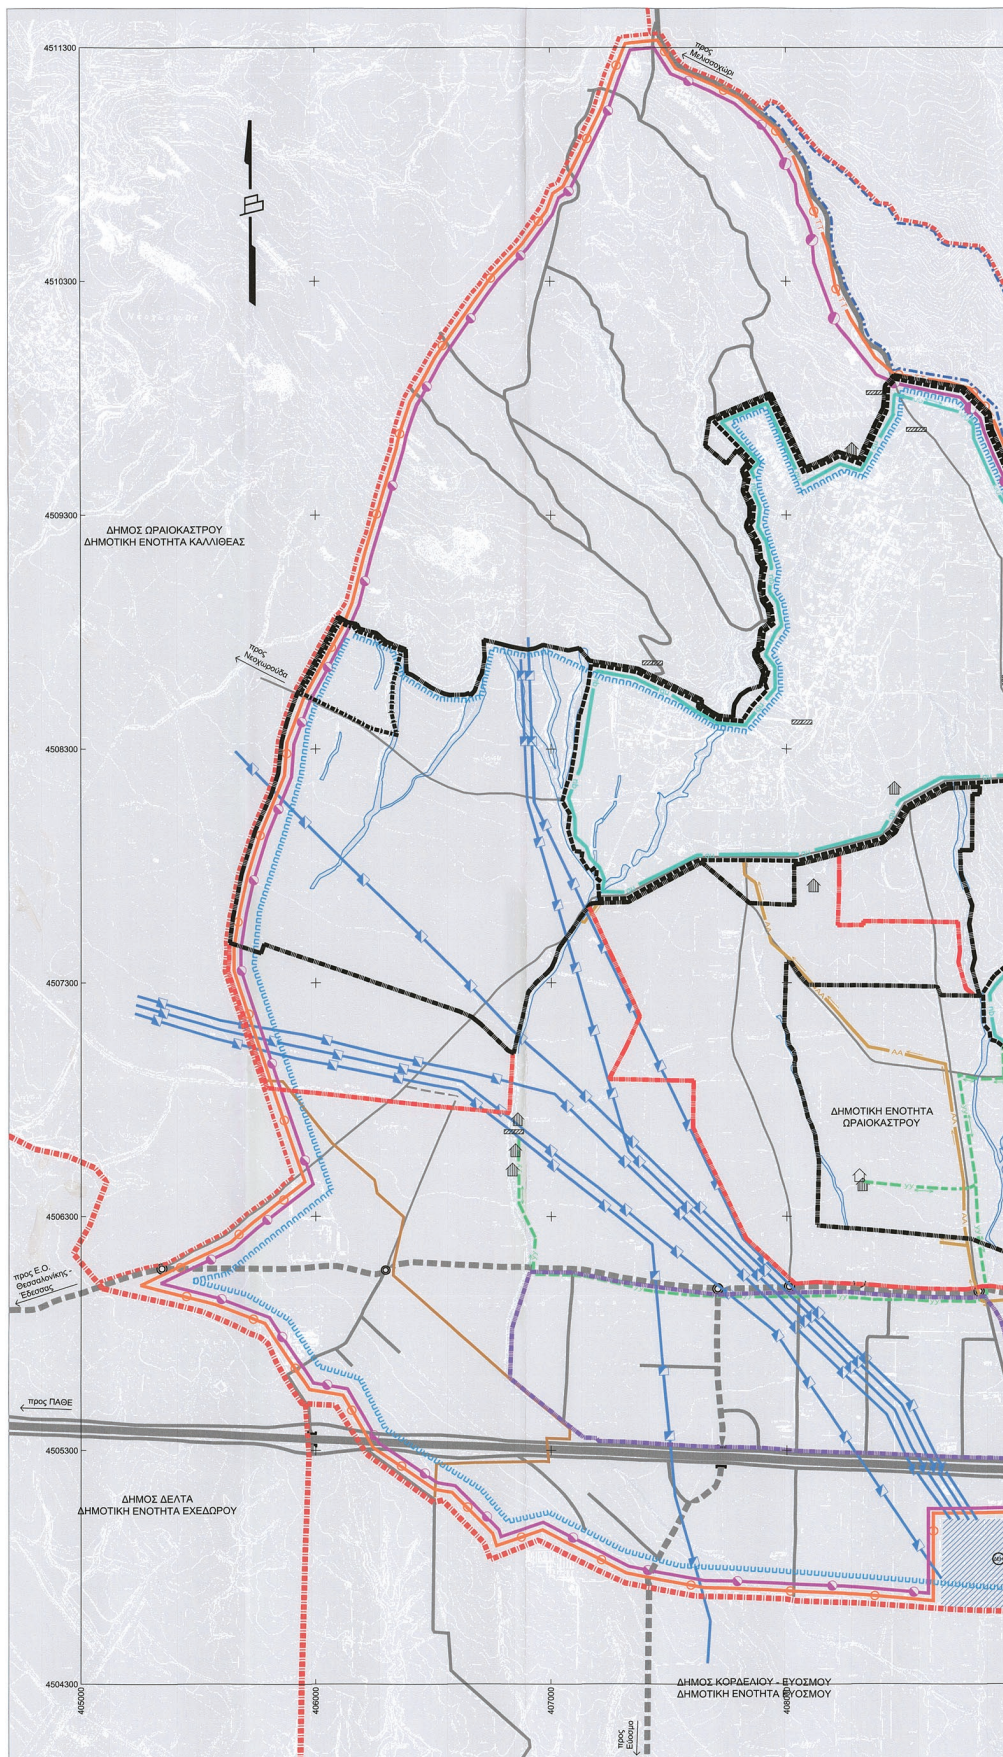 4511300
προς
Μελισσοχώρι
4510300
4509300
ΔΗΜΟΣ ΩΡΑΙΟΚΑΣΤΡΟΥ
ΔΗΜΟΤΙΚΗ ΕΝΟΤΗΤΑ ΚΑΛΛΙΘΕΑΣ
προς
Νεοχωρούδα
4508300
4507300
ΑΑ
ΔΗΜΟΤΙΚΗ ΕΝΟΤΗΤΑ
ΩΡΑΙΟΚΑΣΤΡΟΥ
4506300
προς Ε.Ο.
Θεσσαλονίκης -
Έδεσσας
προς ΠΑΘΕ
4505300
ΔΗΜΟΣ ΔΕΛΤΑ
ΔΗΜΟΤΙΚΗ ΕΝΟΤΗΤΑ ΕΧΕΔΩΡΟΥ
4504300
ΔΗΜΟΣ ΚΟΡΔΕΛΙΟΥ - ΕΥΟΣΜΟΥ
ΔΗΜΟΤΙΚΗ ΕΝΟΤΗΤΑ ΕΥΟΣΜΟΥ
405000
406000
407000
408000
προς
Εύοσμο